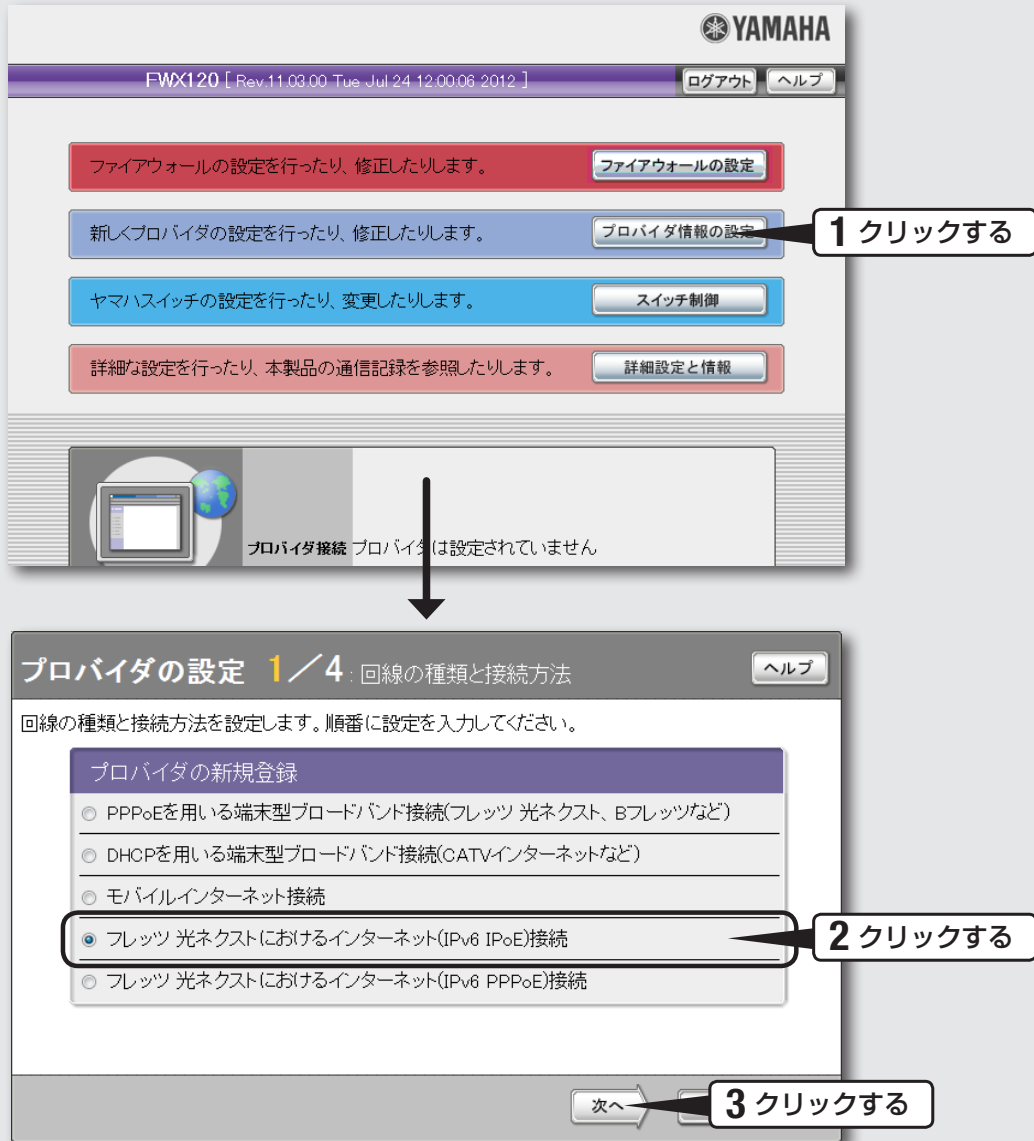 YAMAHA
FWX120 [ Rev.11.03.00 Tue Jul 24 12:00:06 2012 ]
ログアウト
ヘルプ
ファイアウォールの設定を行ったり、修正したりします。
ファイアウォールの設定
新しくプロバイダの設定を行ったり、修正したりします。
プロバイダ情報の設定
1 クリックする
ヤマハスイッチの設定を行ったり、変更したりします。
スイッチ制御
詳細な設定を行ったり、本製品の通信記録を参照したりします。
詳細設定と情報
プロバイダ接続 プロバイダは設定されていません
プロバイダの設定 1／4 : 回線の種類と接続方法
ヘルプ
回線の種類と接続方法を設定します。順番に設定を入力してください。
プロバイダの新規登録
PPPoEを用いる端末型ブロードバンド接続(フレッツ 光ネクスト、Bフレッツなど)
DHCPを用いる端末型ブロードバンド接続(CATVインターネットなど)
モバイルインターネット接続
フレッツ 光ネクストにおけるインターネット(IPv6 IPoE)接続
2 クリックする
フレッツ 光ネクストにおけるインターネット(IPv6 PPPoE)接続
次へ
3 クリックする